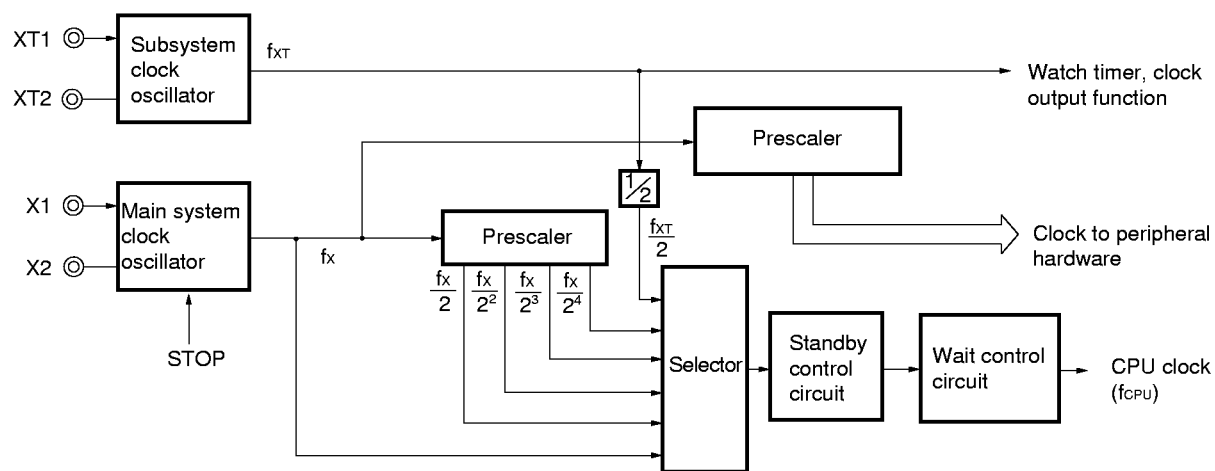 XT1
XT2
Subsystem
clock
oscillator
fXT
Watch timer, clock
output function
Prescaler
1/2
X1
X2
Main system
clock
oscillator
fX
Prescaler
fXT
2
Clock to peripheral
hardware
fX fX fX fX
2 2² 2³ 2⁴
STOP
Selector
Standby
control
circuit
Wait control
circuit
CPU clock
(fCPU)